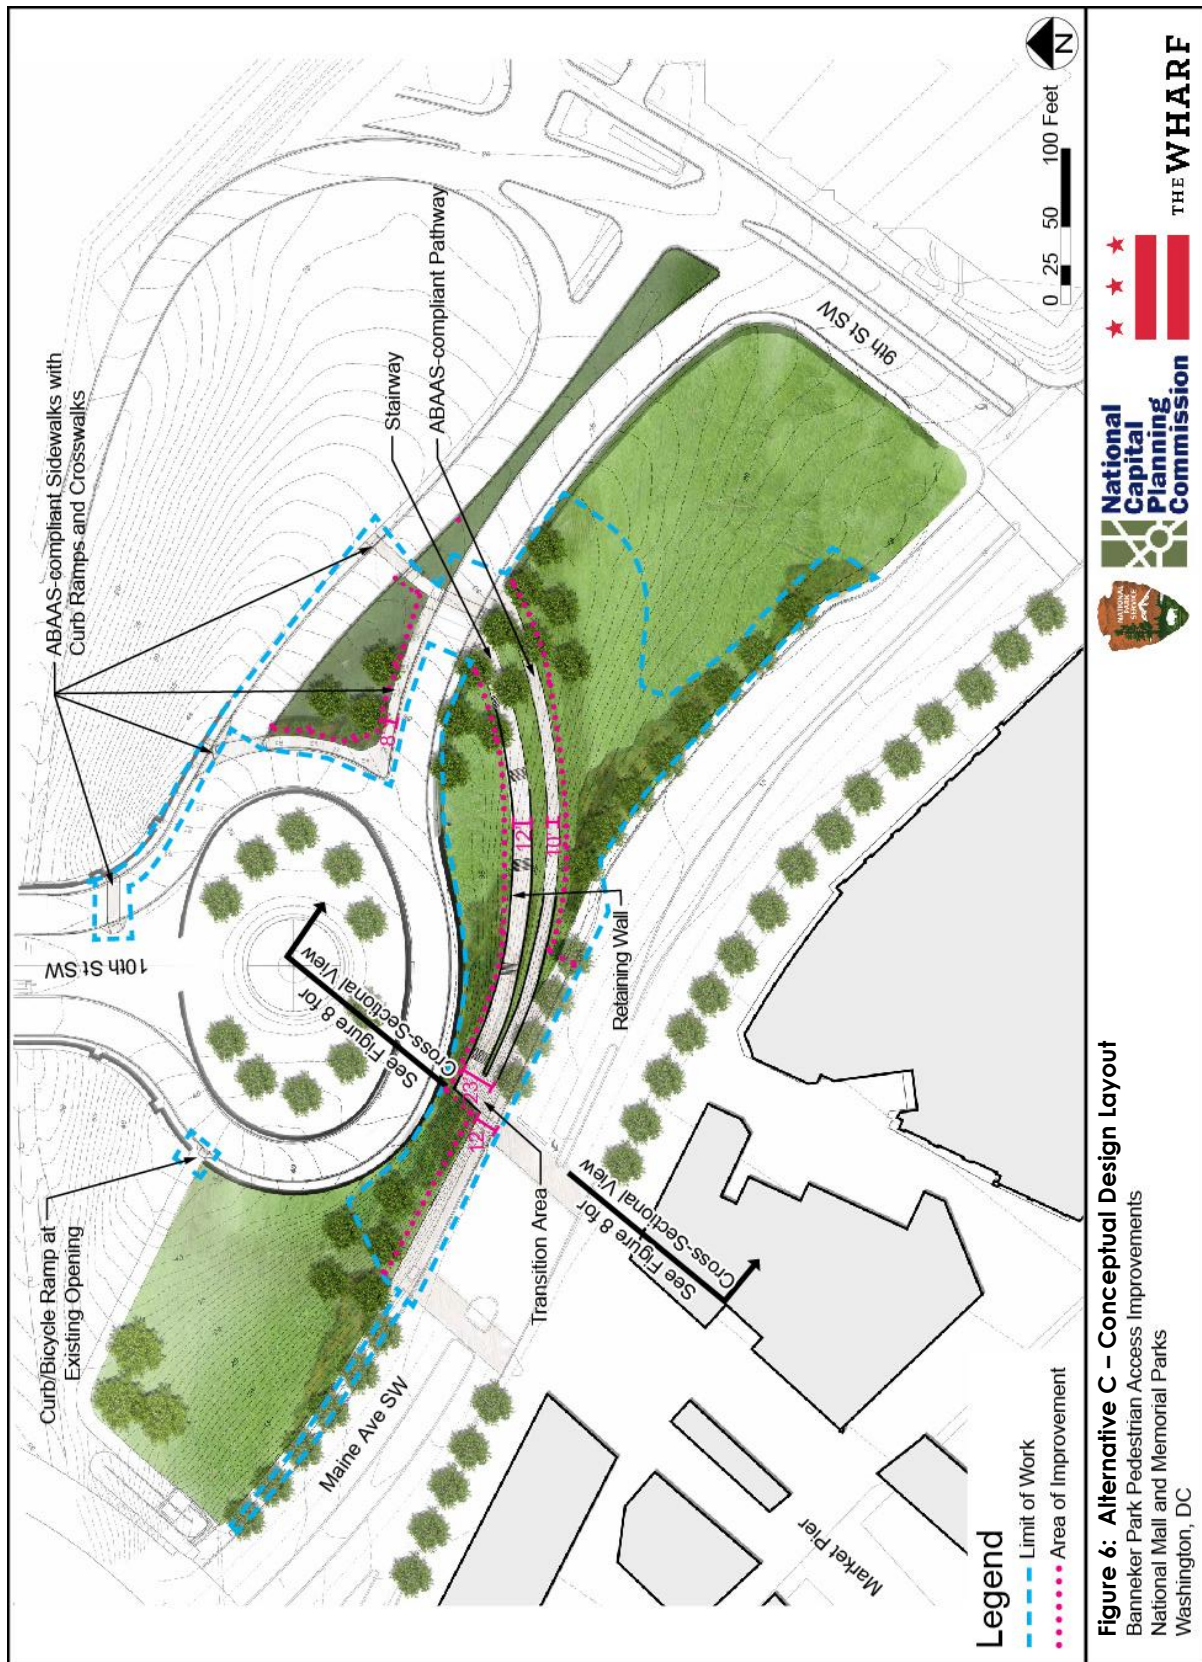 ABAAS-compliant Sidewalks with
Curb Ramps and Crosswalks
Curb/Bicycle Ramp at
Existing Opening
10th St SW
Stairway
ABAAS-compliant Pathway
8'
See Figure 8 for
Cross-Sectional View
12'
10'
23'
12'
Retaining Wall
Transition Area
9th St SW
Maine Ave SW
See Figure 8 for
Cross-Sectional View
Market Pier
Legend
Limit of Work
Area of Improvement
0 25 50 100 Feet
N
Figure 6: Alternative C – Conceptual Design Layout
Banneker Park Pedestrian Access Improvements
National Mall and Memorial Parks
Washington, DC
NATIONAL
PARK
SERVICE
National
Capital
Planning
Commission
THE WHARF